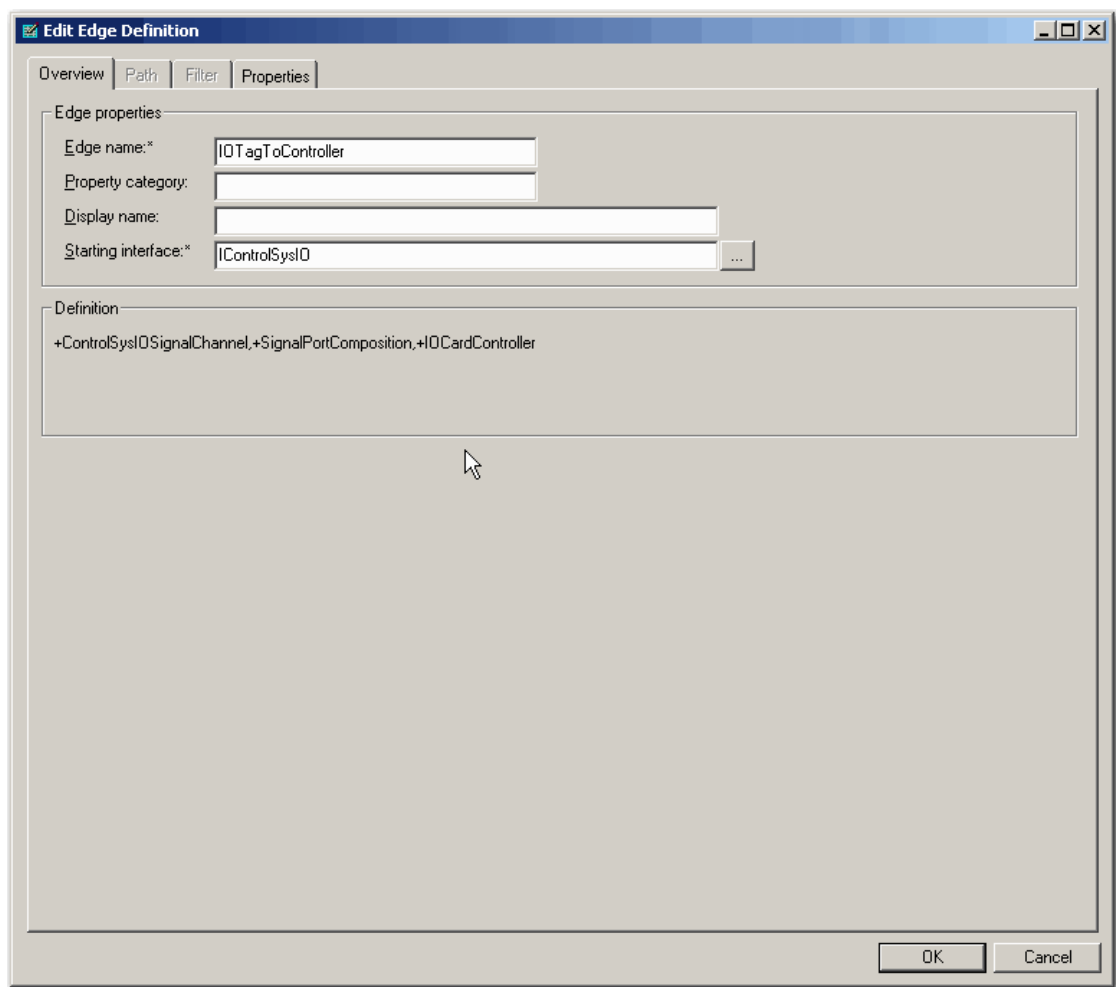 Edit Edge Definition
Overview Path Filter Properties
Edge properties
Edge name:* IOTagToController
Property category:
Display name:
Starting interface:* IControlSysIO ...
Definition
+ControlSysIOSignalChannel,+SignalPortComposition,+IOCardController
OK Cancel